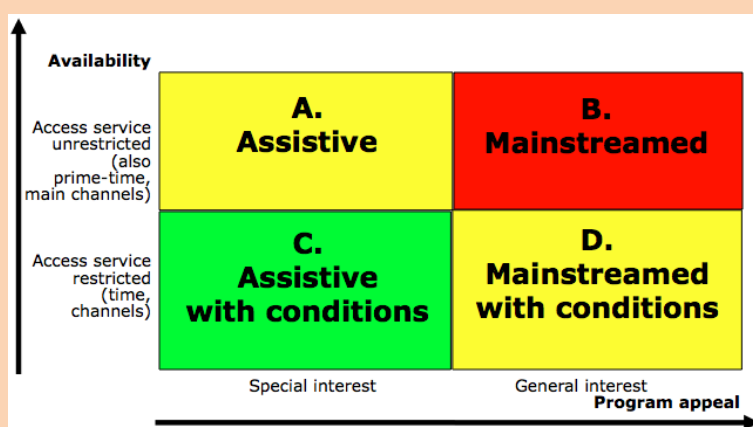 Availability
Access service
unrestricted
(also
prime-time,
main channels)
A.
Assistive
B.
Mainstreamed
Access service
restricted
(time,
channels)
C.
Assistive
with conditions
D.
Mainstreamed
with conditions
Special interest
General interest
Program appeal